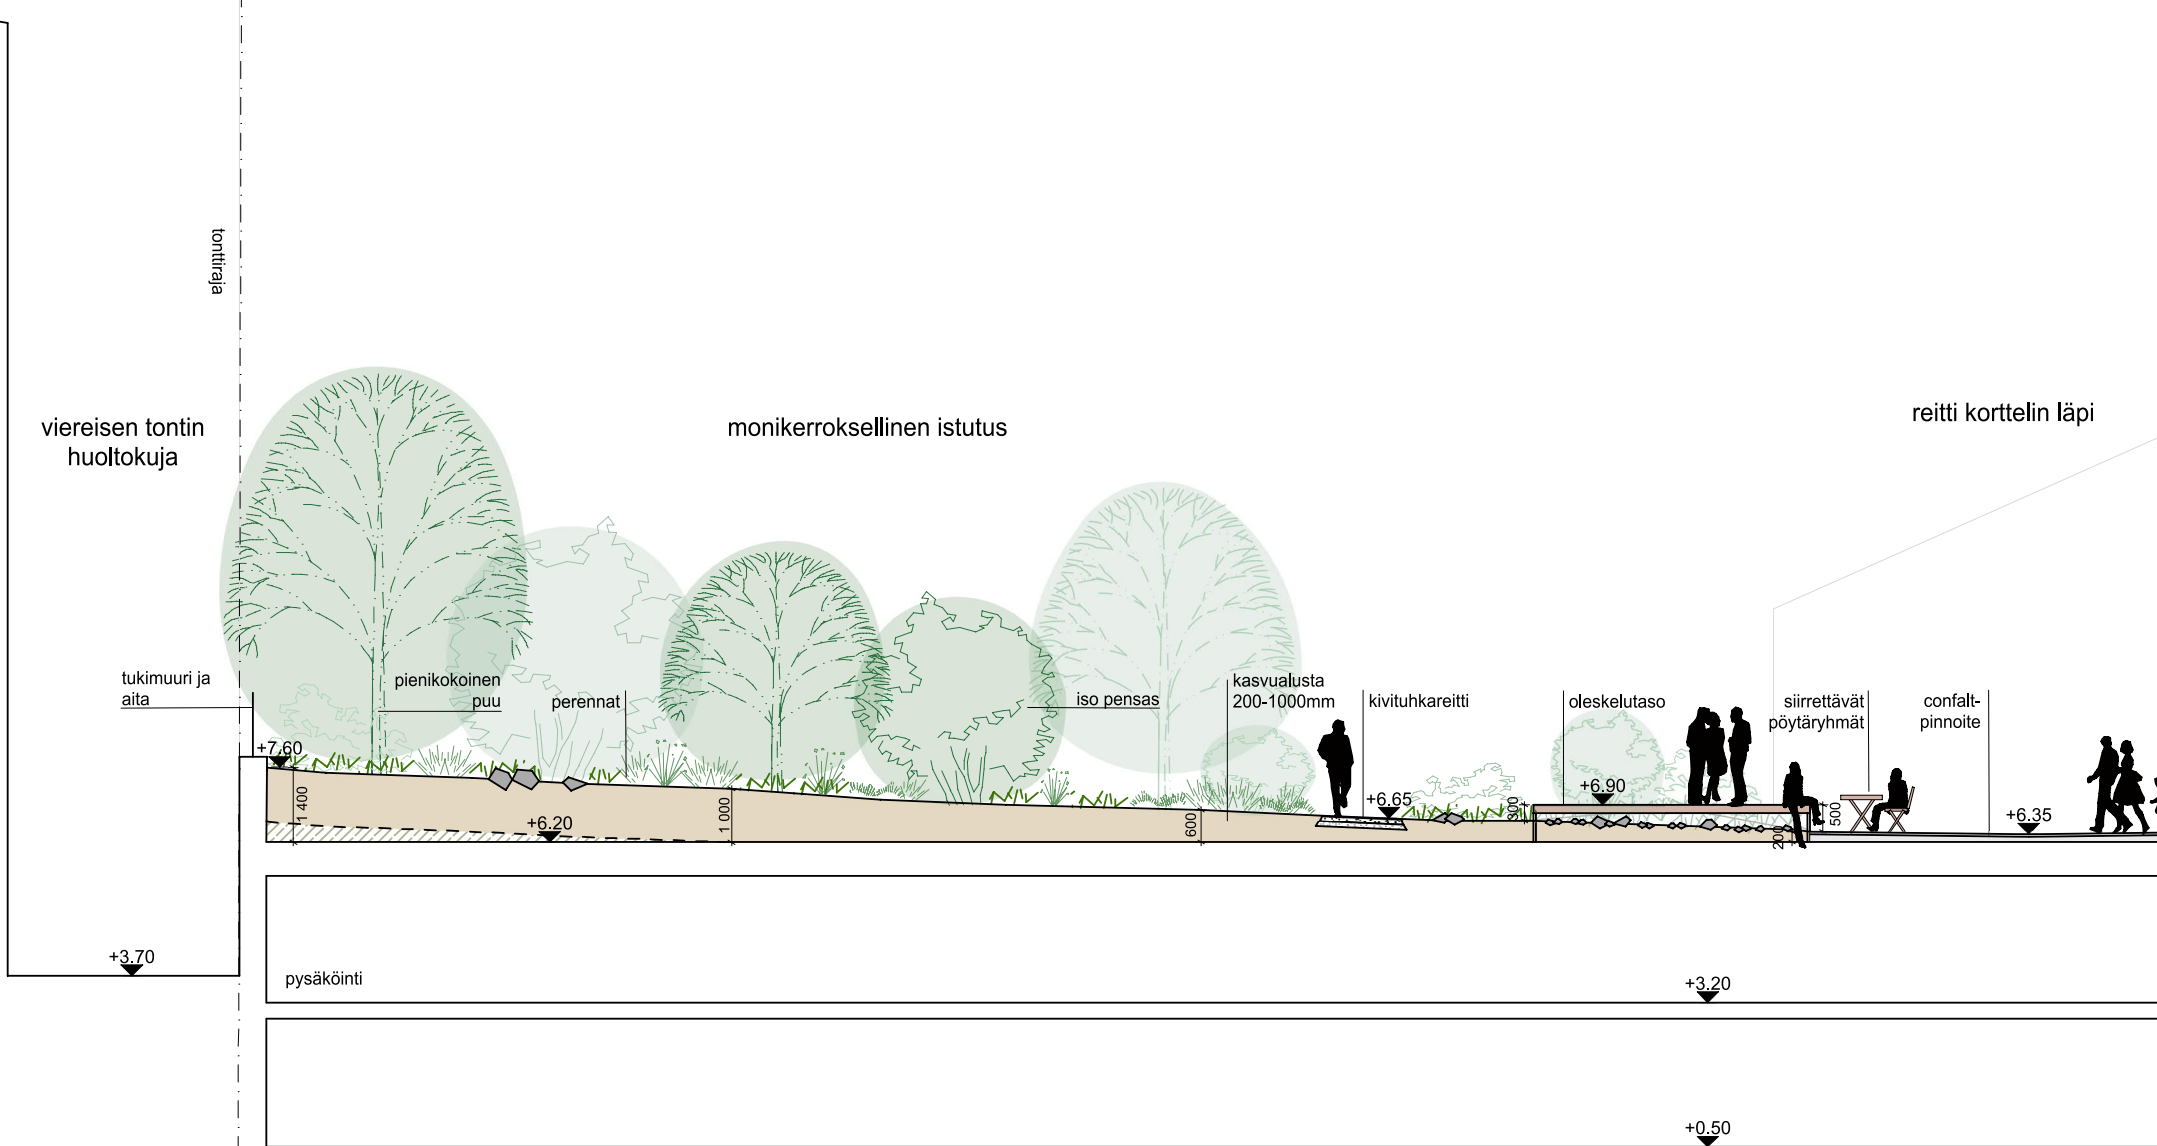 tonttiraja
viereisen tontin
huoltokuja
monikerroksellinen istutus
reitti korttelin läpi
tukimuuri ja
aita
pienikokoinen
puu
perennat
iso pensas
kasvualusta
200-1000mm
kivituhkareitti
oleskelutaso
siirrettävät
pöytäryhmät
confalt-
pinnoite
+7.60
1 400
+6.20
1 000
600
+6.65
300
+6.90
500
200
+6.35
+3.70
pysäköinti
+3.20
+0.50